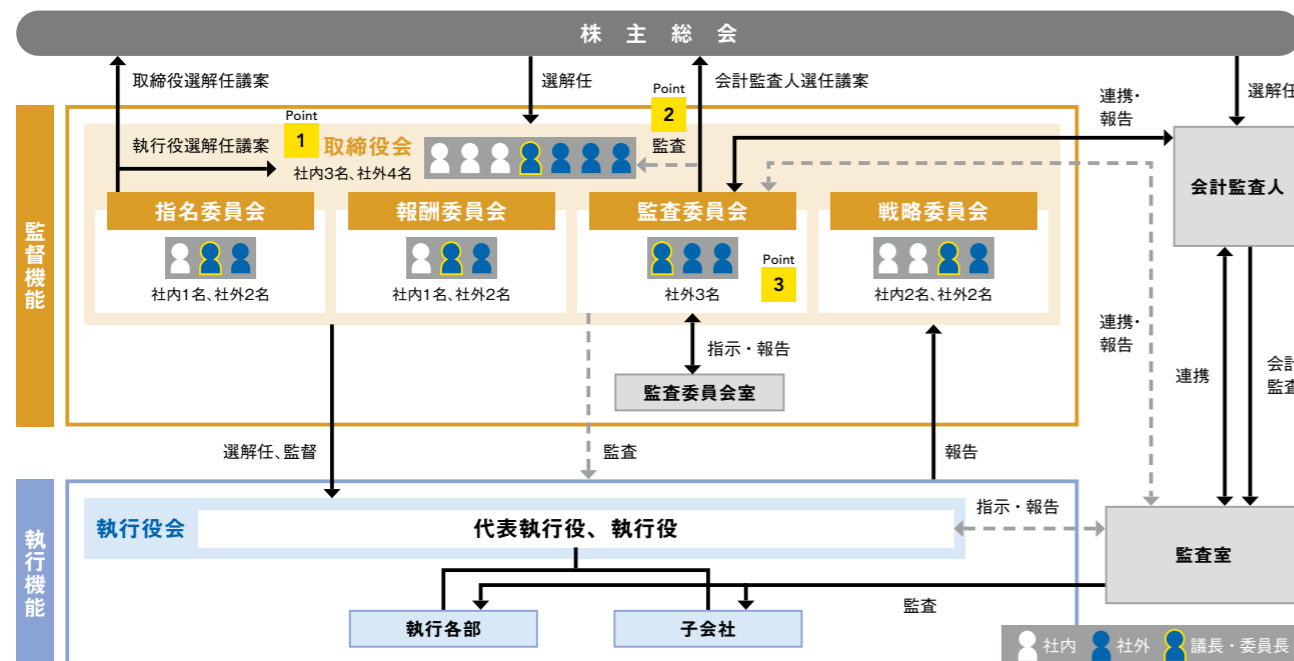 株主総会
取締役選解任議案
選解任
会計監査人選任議案
選解任
連携・
報告
Point
1
Point
2
執行役選解任議案
取締役会
社内3名、社外4名
監査
会計監査人
監督機能
指名委員会
報酬委員会
監査委員会
戦略委員会
社内1名、社外2名
社内1名、社外2名
社外3名
Point
3
社内2名、社外2名
連携・
報告
指示・報告
連携
会計
監査
監査委員会室
選解任、監督
監査
報告
執行機能
執行役会
代表執行役、執行役
指示・報告
監査室
監査
執行各部
子会社
社内
社外
議長・委員長